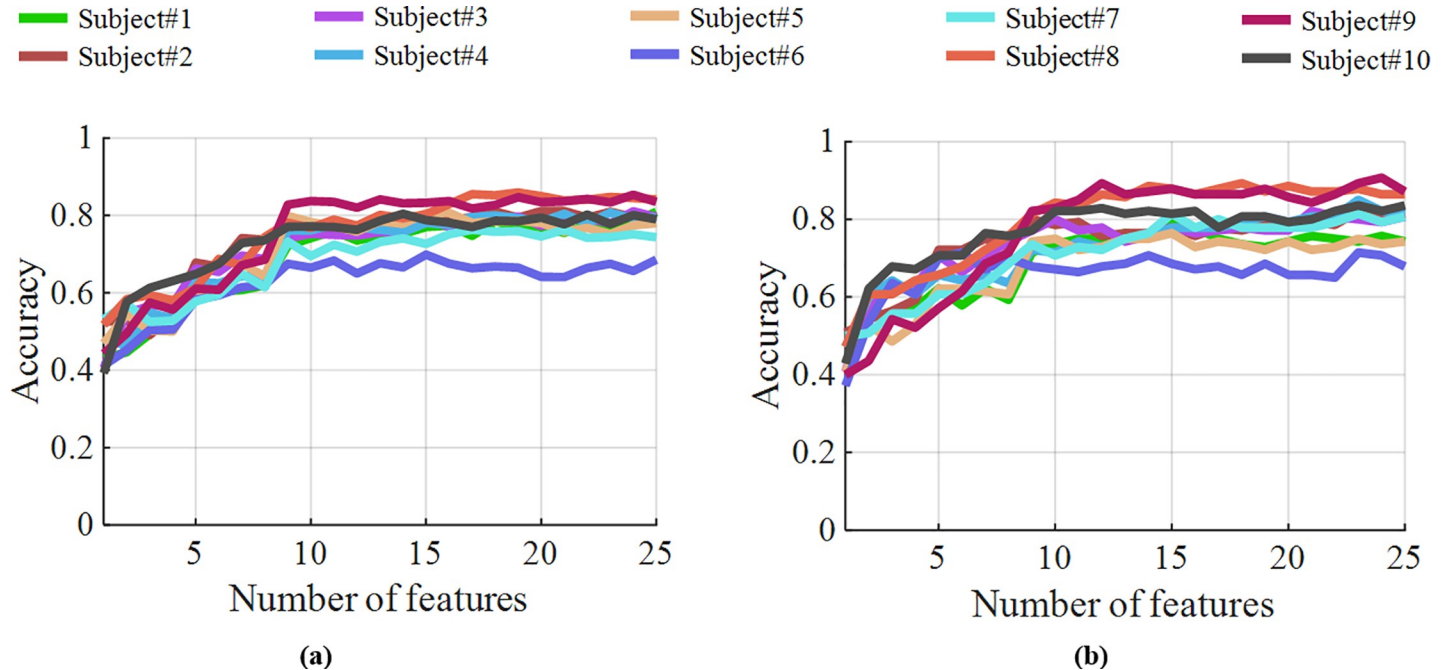 Subject#1 Subject#3 Subject#5 Subject#7 Subject#9
Subject#2 Subject#4 Subject#6 Subject#8 Subject#10
1
0.8
0.6
0.4
0.2
0
Accuracy
5 10 15 20 25
Number of features
(a)
1
0.8
0.6
0.4
0.2
0
Accuracy
5 10 15 20 25
Number of features
(b)